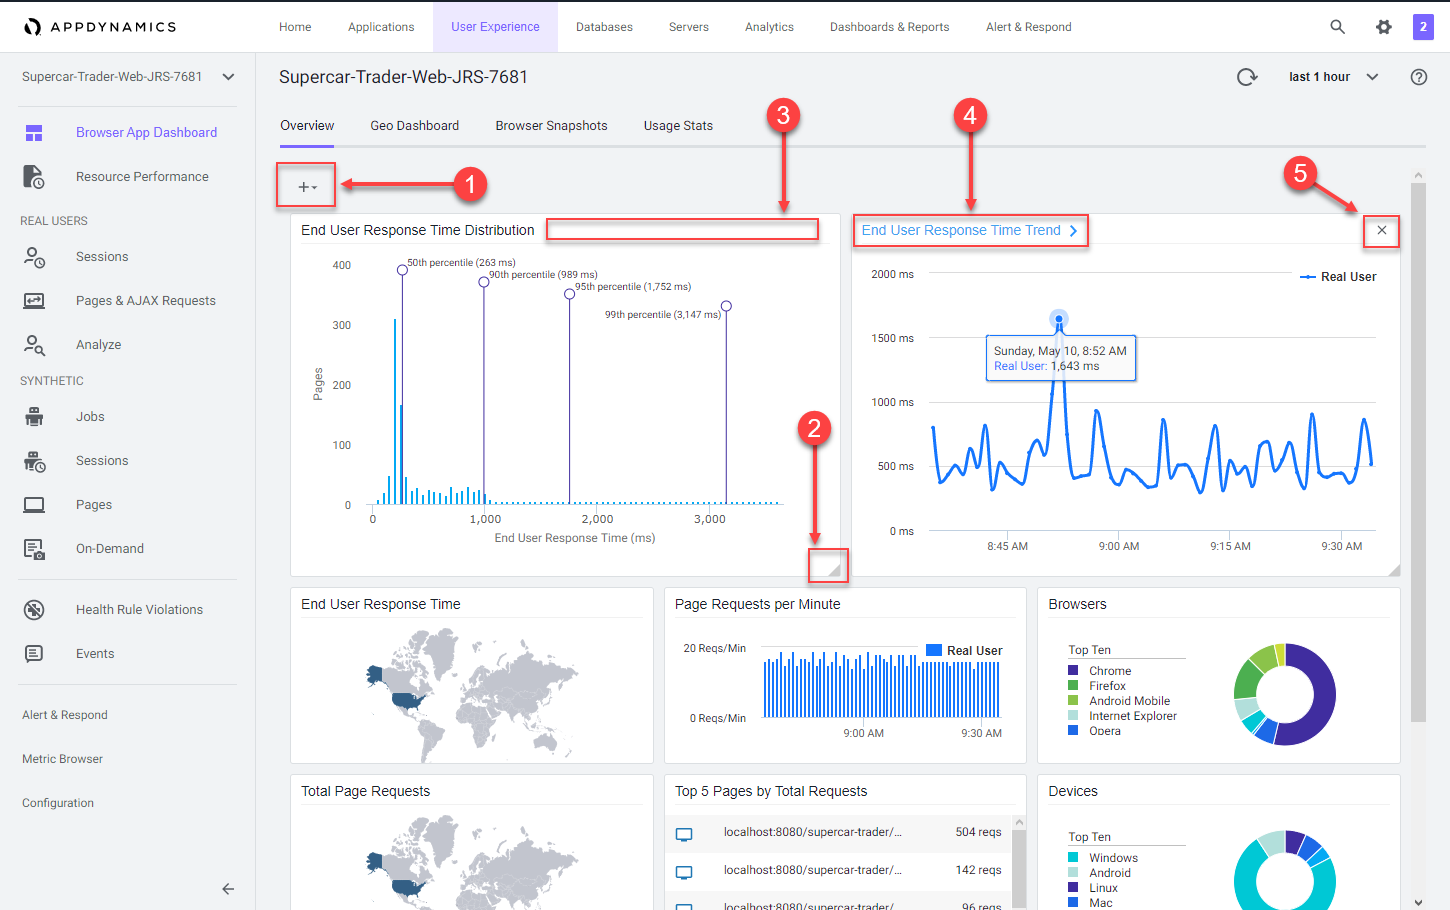 APPDYNAMICS
Home Applications User Experience Databases Servers Analytics Dashboards & Reports Alert & Respond 2
Supercar-Trader-Web-JRS-7681
Supercar-Trader-Web-JRS-7681
last 1 hour
Overview Geo Dashboard Browser Snapshots Usage Stats
Browser App Dashboard
Resource Performance
REAL USERS
Sessions
Pages & AJAX Requests
Analyze
SYNTHETIC
Jobs
Sessions
Pages
On-Demand
Health Rule Violations
Events
Alert & Respond
Metric Browser
Configuration
1
2
3
4
5
End User Response Time Distribution
400
300
200
100
0
Pages
50th percentile (263 ms)
90th percentile (989 ms)
95th percentile (1,752 ms)
99th percentile (3,147 ms)
0 1,000 2,000 3,000
End User Response Time (ms)
End User Response Time Trend
Real User
2000 ms
1500 ms
1000 ms
500 ms
0 ms
Sunday, May 10, 8:52 AM
Real User: 1,643 ms
8:45 AM 9:00 AM 9:15 AM 9:30 AM
End User Response Time
Page Requests per Minute
20 Reqs/Min
Real User
0 Reqs/Min
9:00 AM 9:30 AM
Browsers
Top Ten
Chrome
Firefox
Android Mobile
Internet Explorer
Opera
Total Page Requests
Top 5 Pages by Total Requests
localhost:8080/supercar-trader/... 504 reqs
localhost:8080/supercar-trader/... 142 reqs
localhost:8080/supercar-trader/... 96 reqs
Devices
Top Ten
Windows
Android
Linux
Mac